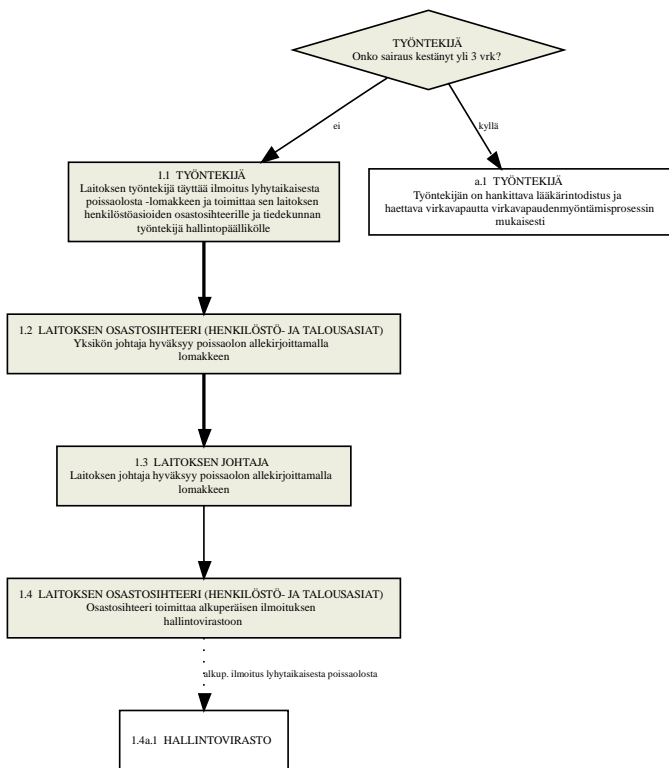 TYÖNTEKIJÄ
Onko sairaus kestänyt yli 3 vrk?
ei
kyllä
1.1 TYÖNTEKIJÄ
Laitoksen työntekijä täyttää ilmoitus lyhytaikaisesta
poissaolosta -lomakkeen ja toimittaa sen laitoksen
henkilöstöasioiden osastosihteerille ja tiedekunnan
työntekijä hallintopäällikölle
a.1 TYÖNTEKIJÄ
Työntekijän on hankittava lääkärintodistus ja
haettava virkavapautta virkavapaudenmyöntämisprosessin
mukaisesti
1.2 LAITOKSEN OSASTOSIHTEERI (HENKILÖSTÖ- JA TALOUSASIAT)
Yksikön johtaja hyväksyy poissaolon allekirjoittamalla
lomakkeen
1.3 LAITOKSEN JOHTAJA
Laitoksen johtaja hyväksyy poissaolon allekirjoittamalla
lomakkeen
1.4 LAITOKSEN OSASTOSIHTEERI (HENKILÖSTÖ- JA TALOUSASIAT)
Osastosihteeri toimittaa alkuperäisen ilmoituksen
hallintovirastoon
alkup. ilmoitus lyhytaikaisesta poissaolosta
1.4a.1 HALLINTOVIRASTO